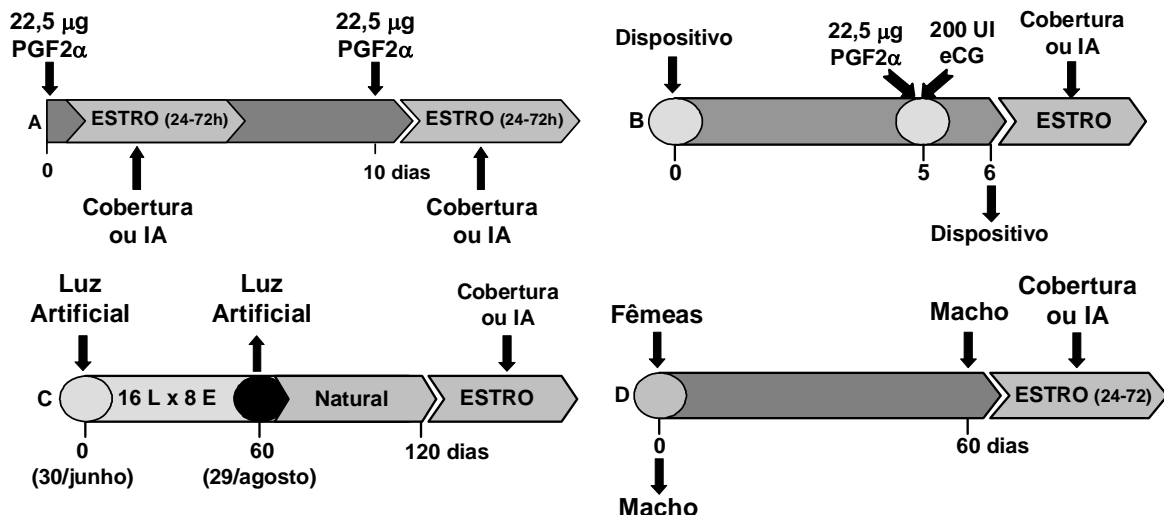 22,5 μg
PGF2α
22,5 μg
PGF2α
A
ESTRO (24-72h)
ESTRO (24-72h)
0
10 dias
Cobertura
ou IA
Cobertura
ou IA
Dispositivo
22,5 μg
PGF2α
200 UI
eCG
Cobertura
ou IA
B
ESTRO
0
5
6
Dispositivo
Luz
Artificial
Luz
Artificial
Cobertura
ou IA
C
16 L x 8 E
Natural
ESTRO
0
(30/junho)
60
(29/agosto)
120 dias
Fêmeas
Macho
Cobertura
ou IA
D
ESTRO (24-72)
0
60 dias
Macho